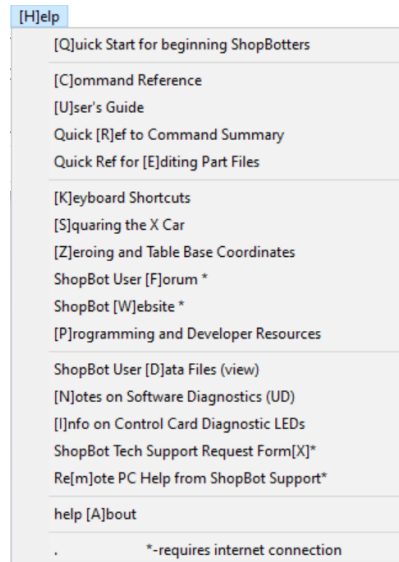 [H]elp
[Q]uick Start for beginning ShopBotters
[C]ommand Reference
[U]ser's Guide
Quick [R]ef to Command Summary
Quick Ref for [E]diting Part Files
[K]eyboard Shortcuts
[S]quaring the X Car
[Z]eroing and Table Base Coordinates
ShopBot User [F]orum *
ShopBot [W]ebsite *
[P]rogramming and Developer Resources
ShopBot User [D]ata Files (view)
[N]otes on Software Diagnostics (UD)
[I]nfo on Control Card Diagnostic LEDs
ShopBot Tech Support Request Form[X]*
Re[m]ote PC Help from ShopBot Support*
help [A]bout
. *-requires internet connection